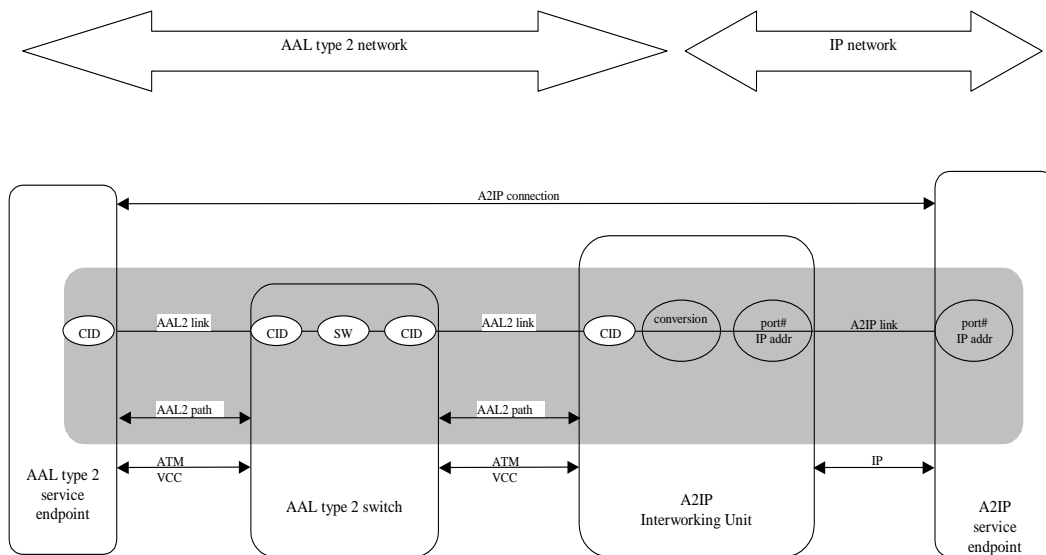 AAL type 2 network
IP network
A2IP connection
CID
AAL2 link
CID
SW
CID
AAL2 link
CID
conversion
port#
IP addr
A2IP link
port#
IP addr
AAL2 path
AAL2 path
ATM
VCC
ATM
VCC
IP
AAL type 2
service
endpoint
AAL type 2 switch
A2IP
Interworking Unit
A2IP
service
endpoint